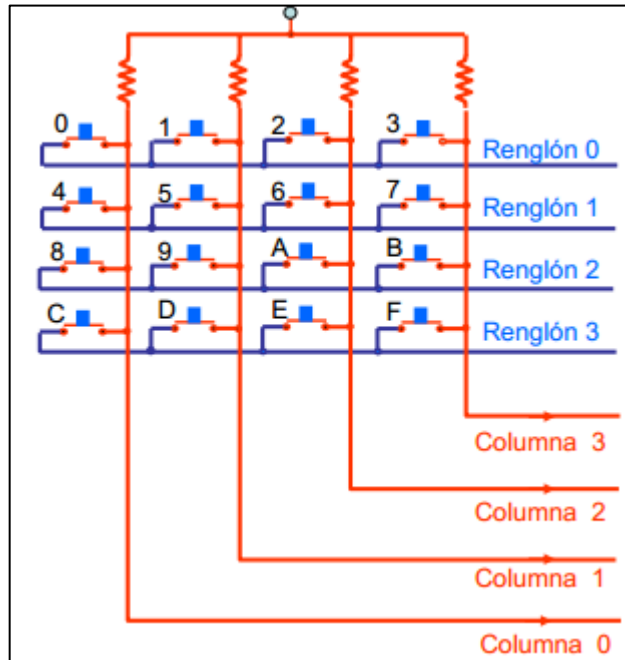 0 1 2 3
Renglón 0
4 5 6 7
Renglón 1
8 9 A B
Renglón 2
C D E F
Renglón 3
Columna 3
Columna 2
Columna 1
Columna 0